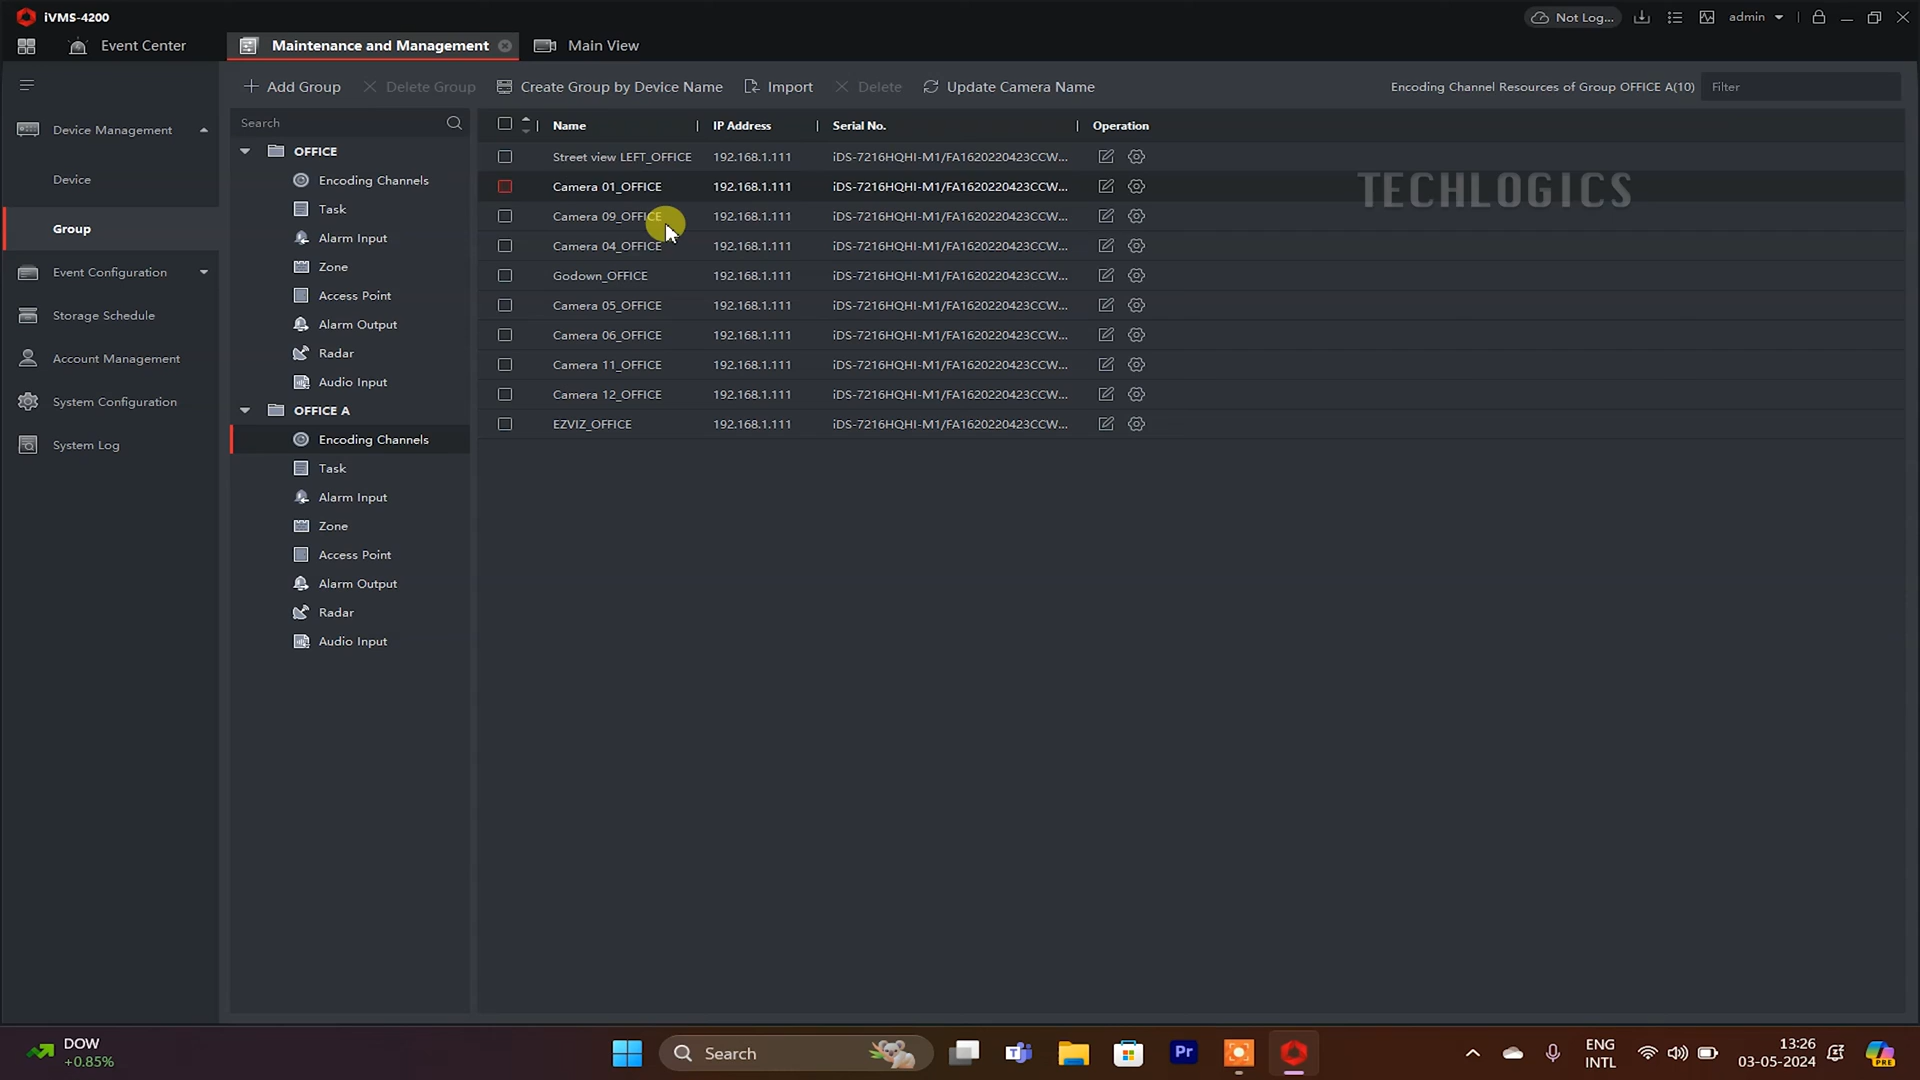 iVMS-4200
Not Log...
admin
Event Center
Maintenance and Management
Main View
Add Group
Delete Group
Create Group by Device Name
Import
Delete
Update Camera Name
Encoding Channel Resources of Group OFFICE A(10)
Filter
Device Management
Device
Group
Event Configuration
Storage Schedule
Account Management
System Configuration
System Log
Search
OFFICE
Encoding Channels
Task
Alarm Input
Zone
Access Point
Alarm Output
Radar
Audio Input
OFFICE A
Encoding Channels
Task
Alarm Input
Zone
Access Point
Alarm Output
Radar
Audio Input
Name IP Address Serial No. Operation
Street view LEFT_OFFICE 192.168.1.111 iDS-7216HQHI-M1/FA1620220423CCW...
Camera 01_OFFICE 192.168.1.111 iDS-7216HQHI-M1/FA1620220423CCW...
Camera 09_OFFICE 192.168.1.111 iDS-7216HQHI-M1/FA1620220423CCW...
Camera 04_OFFICE 192.168.1.111 iDS-7216HQHI-M1/FA1620220423CCW...
Godown_OFFICE 192.168.1.111 iDS-7216HQHI-M1/FA1620220423CCW...
Camera 05_OFFICE 192.168.1.111 iDS-7216HQHI-M1/FA1620220423CCW...
Camera 06_OFFICE 192.168.1.111 iDS-7216HQHI-M1/FA1620220423CCW...
Camera 11_OFFICE 192.168.1.111 iDS-7216HQHI-M1/FA1620220423CCW...
Camera 12_OFFICE 192.168.1.111 iDS-7216HQHI-M1/FA1620220423CCW...
EZVIZ_OFFICE 192.168.1.111 iDS-7216HQHI-M1/FA1620220423CCW...
TECHLOGICS
DOW
+0.85%
Search
Pr
ENG
INTL
13:26
03-05-2024
PRE